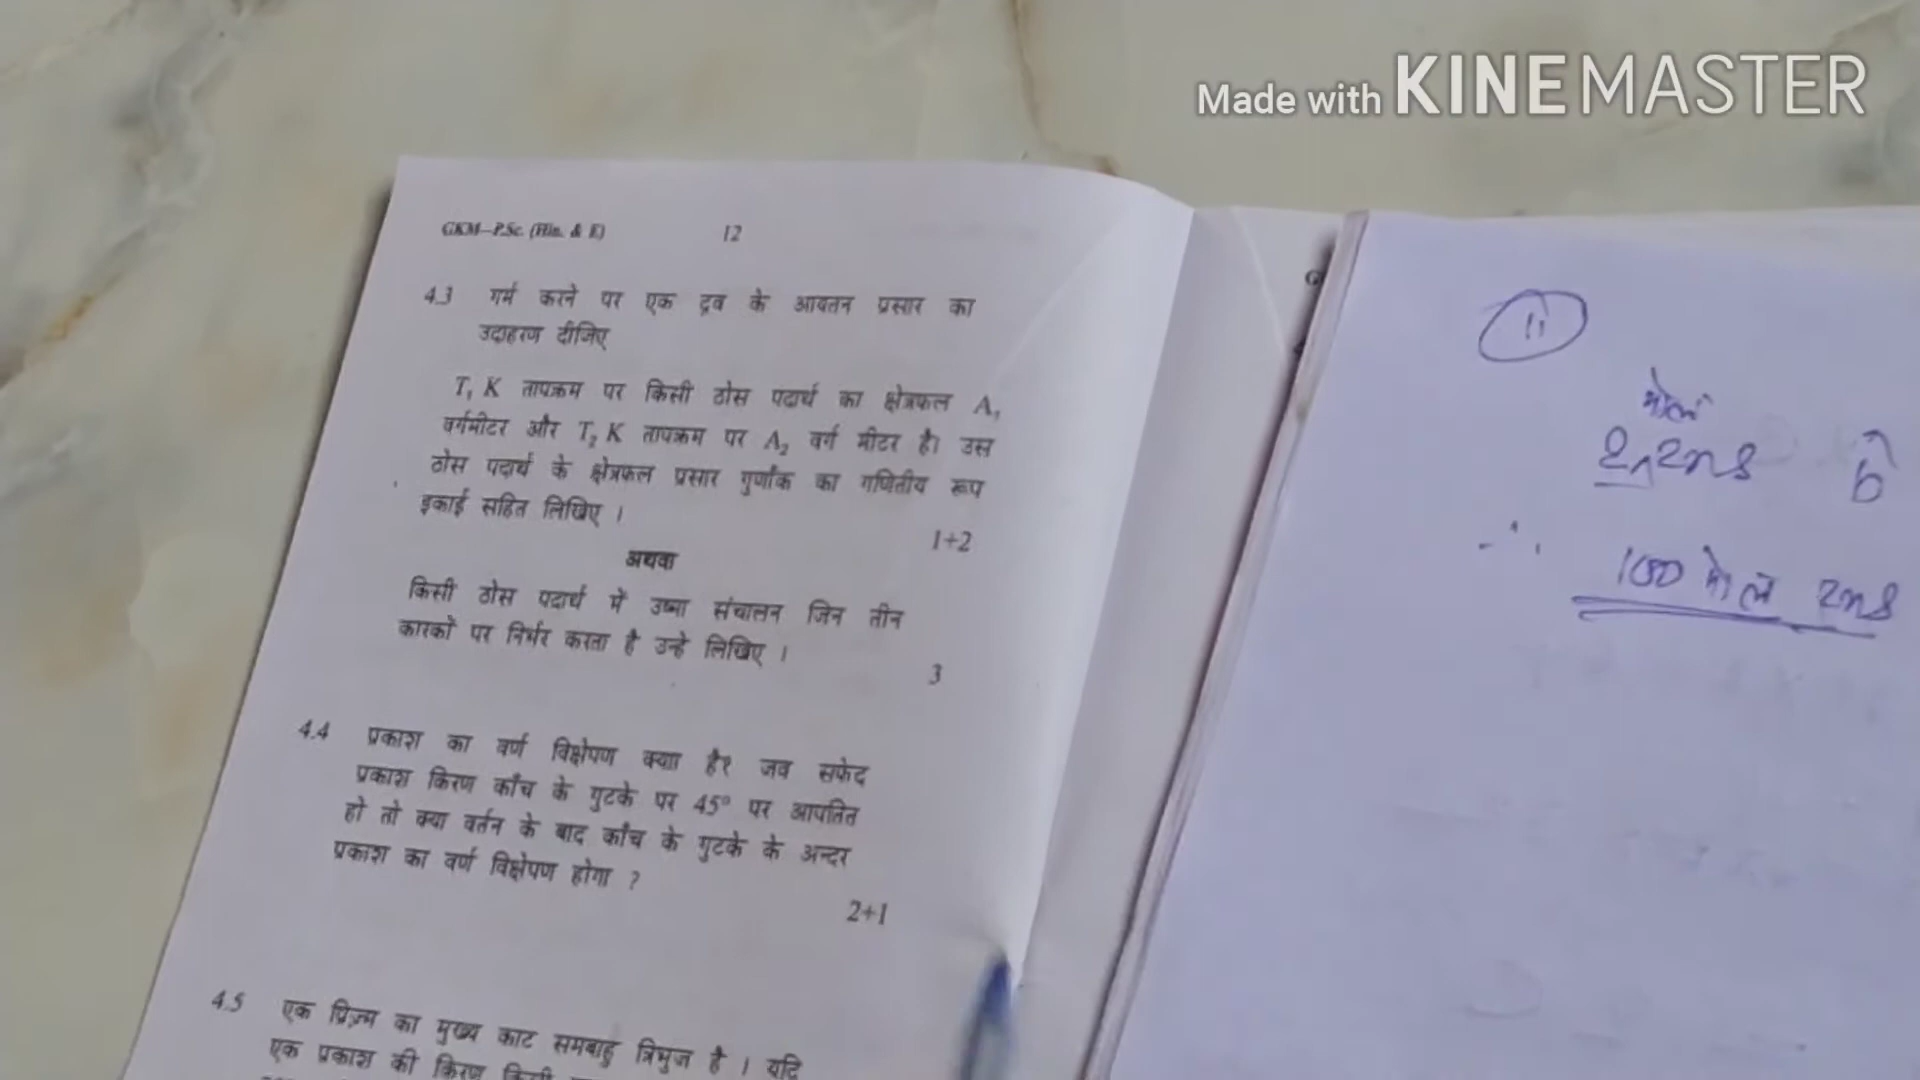 Made with KINEMASTER
GKM–P.Sc. (Hin. & E) 12
4.3 गर्म करने पर एक द्रव के आयतन प्रसार का
उदाहरण दीजिए
T₁ K तापक्रम पर किसी ठोस पदार्थ का क्षेत्रफल A₁
वर्गमीटर और T₂ K तापक्रम पर A₂ वर्ग मीटर है। उस
ठोस पदार्थ के क्षेत्रफल प्रसार गुणांक का गणितीय रूप
इकाई सहित लिखिए ।
1+2
अथवा
किसी ठोस पदार्थ में उष्मा संचालन जिन तीन
कारकों पर निर्भर करता है उन्हे लिखिए ।
3
4.4 प्रकाश का वर्ण विक्षेपण क्याा है? जब सफेद
प्रकाश किरण काँच के गुटके पर 45° पर आपतित
हो तो क्या वर्तन के बाद काँच के गुटके के अन्दर
प्रकाश का वर्ण विक्षेपण होगा ?
2+1
4.5 एक प्रिज़्म का मुख्य काट समबाहु त्रिभुज है । यदि
एक प्रकाश की किरण किसी
11
मोल
∴ 100 मोल ZnS